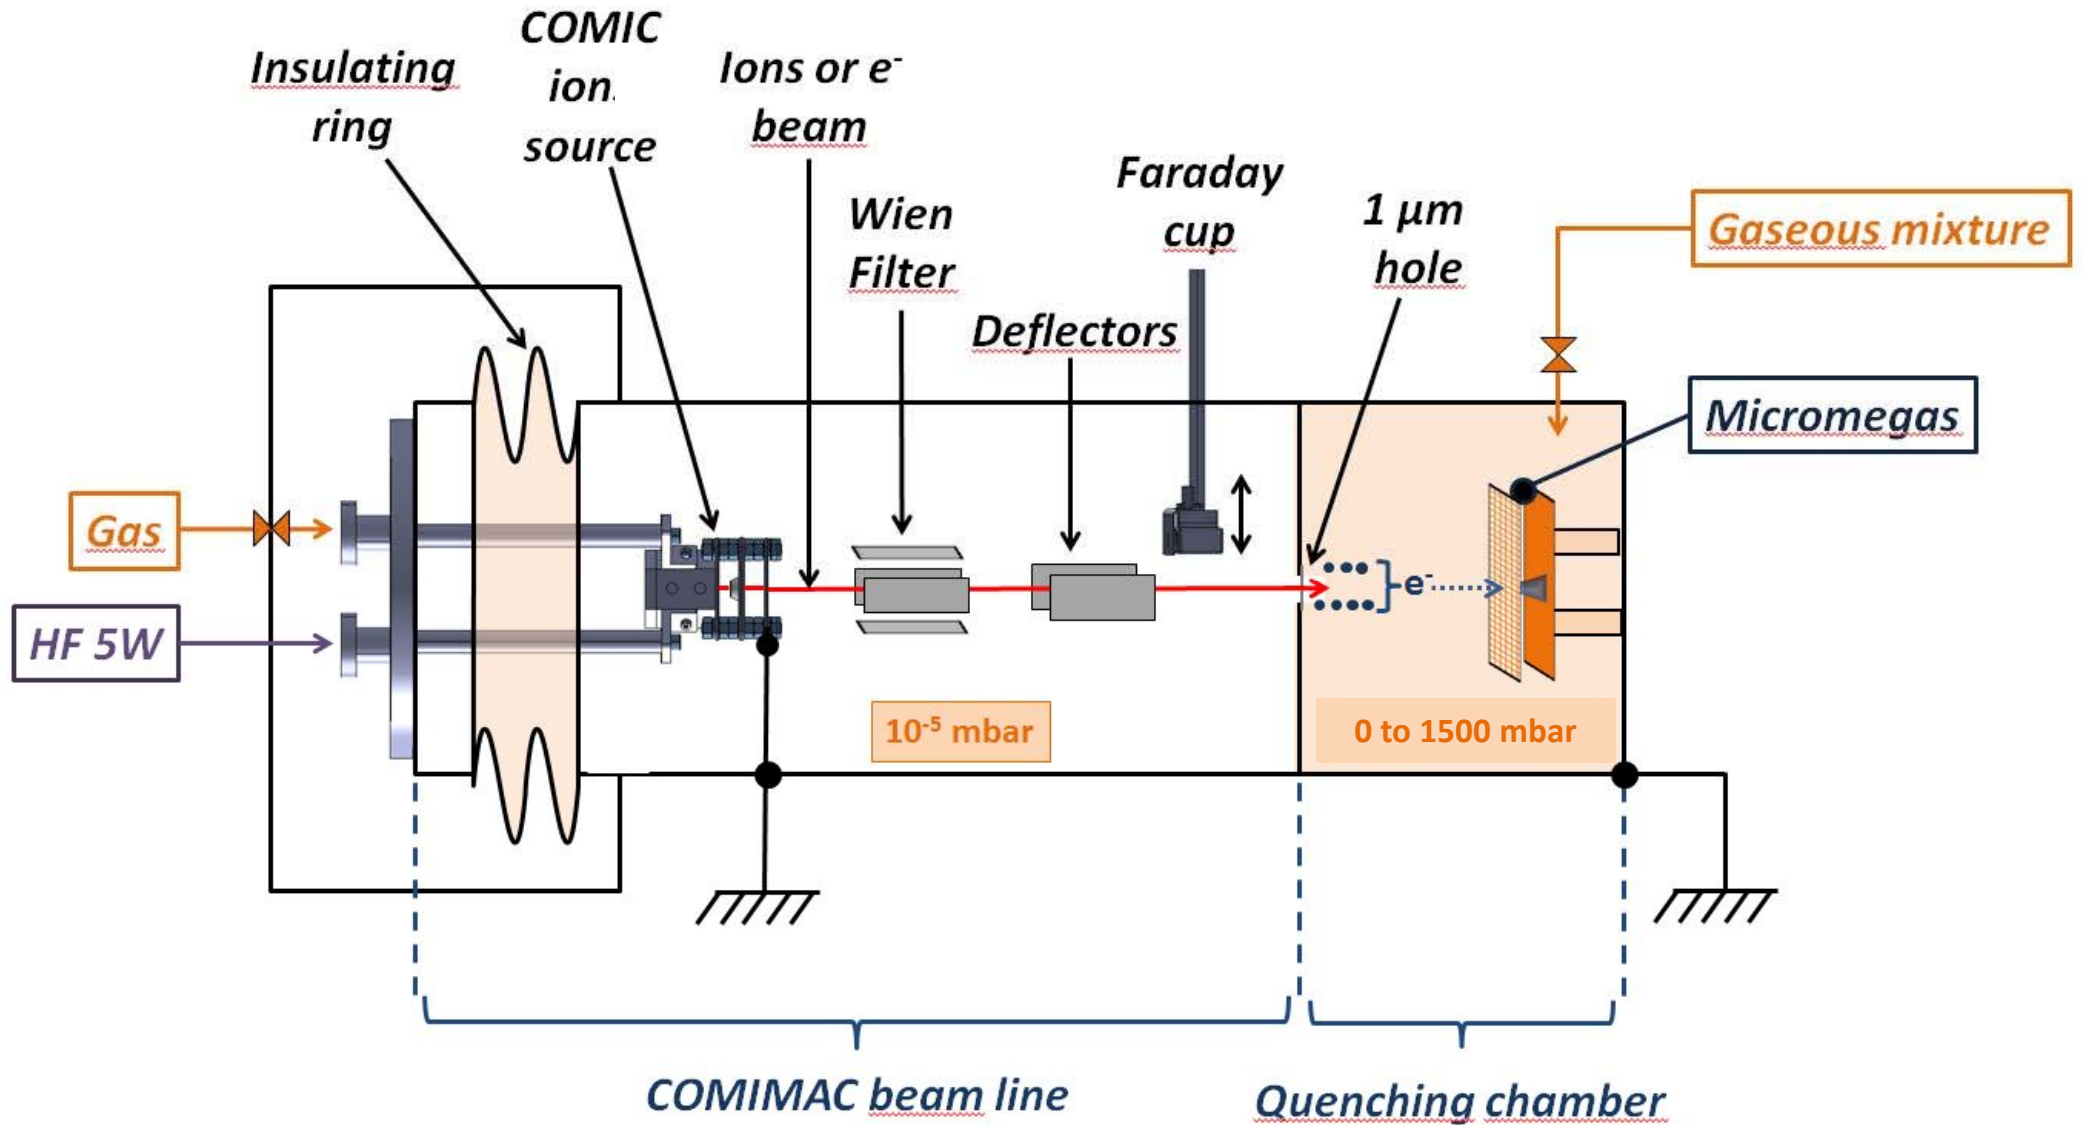 COMIC
ion
source
Insulating
ring
Ions or e⁻
beam
Wien
Filter
Faraday
cup
1 μm
hole
Deflectors
Gaseous mixture
Micromegas
Gas
HF 5W
e⁻
10⁻⁵ mbar
0 to 1500 mbar
COMIMAC beam line
Quenching chamber